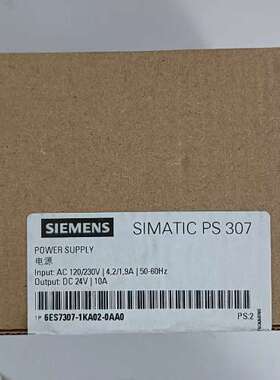 SIEMENS SIMATIC PS 307
POWER SUPPLY
电源
Input: AC 120/230V | 4,2/1,9A | 50-60Hz
Output: DC 24V | 10A
1P 6ES7307-1KA02-0AA0 PS:2